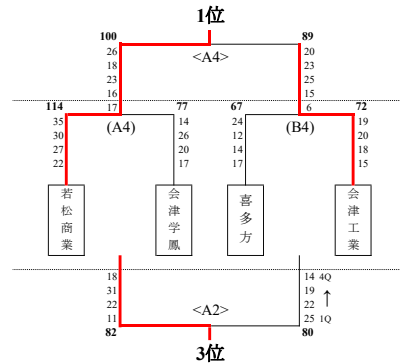 1位
100 89
26 20
18 <A4> 23
23 25
16 15
114 17 77 67 6 72
35 (A4) 14 24 (B4) 19
30 26 12 20
27 20 14 18
22 17 17 15
若松商業 会津学鳳 喜多方 会津工業
18 14 4Q
31 19 ↑
22 <A2> 22
11 25 1Q
82 80
3位